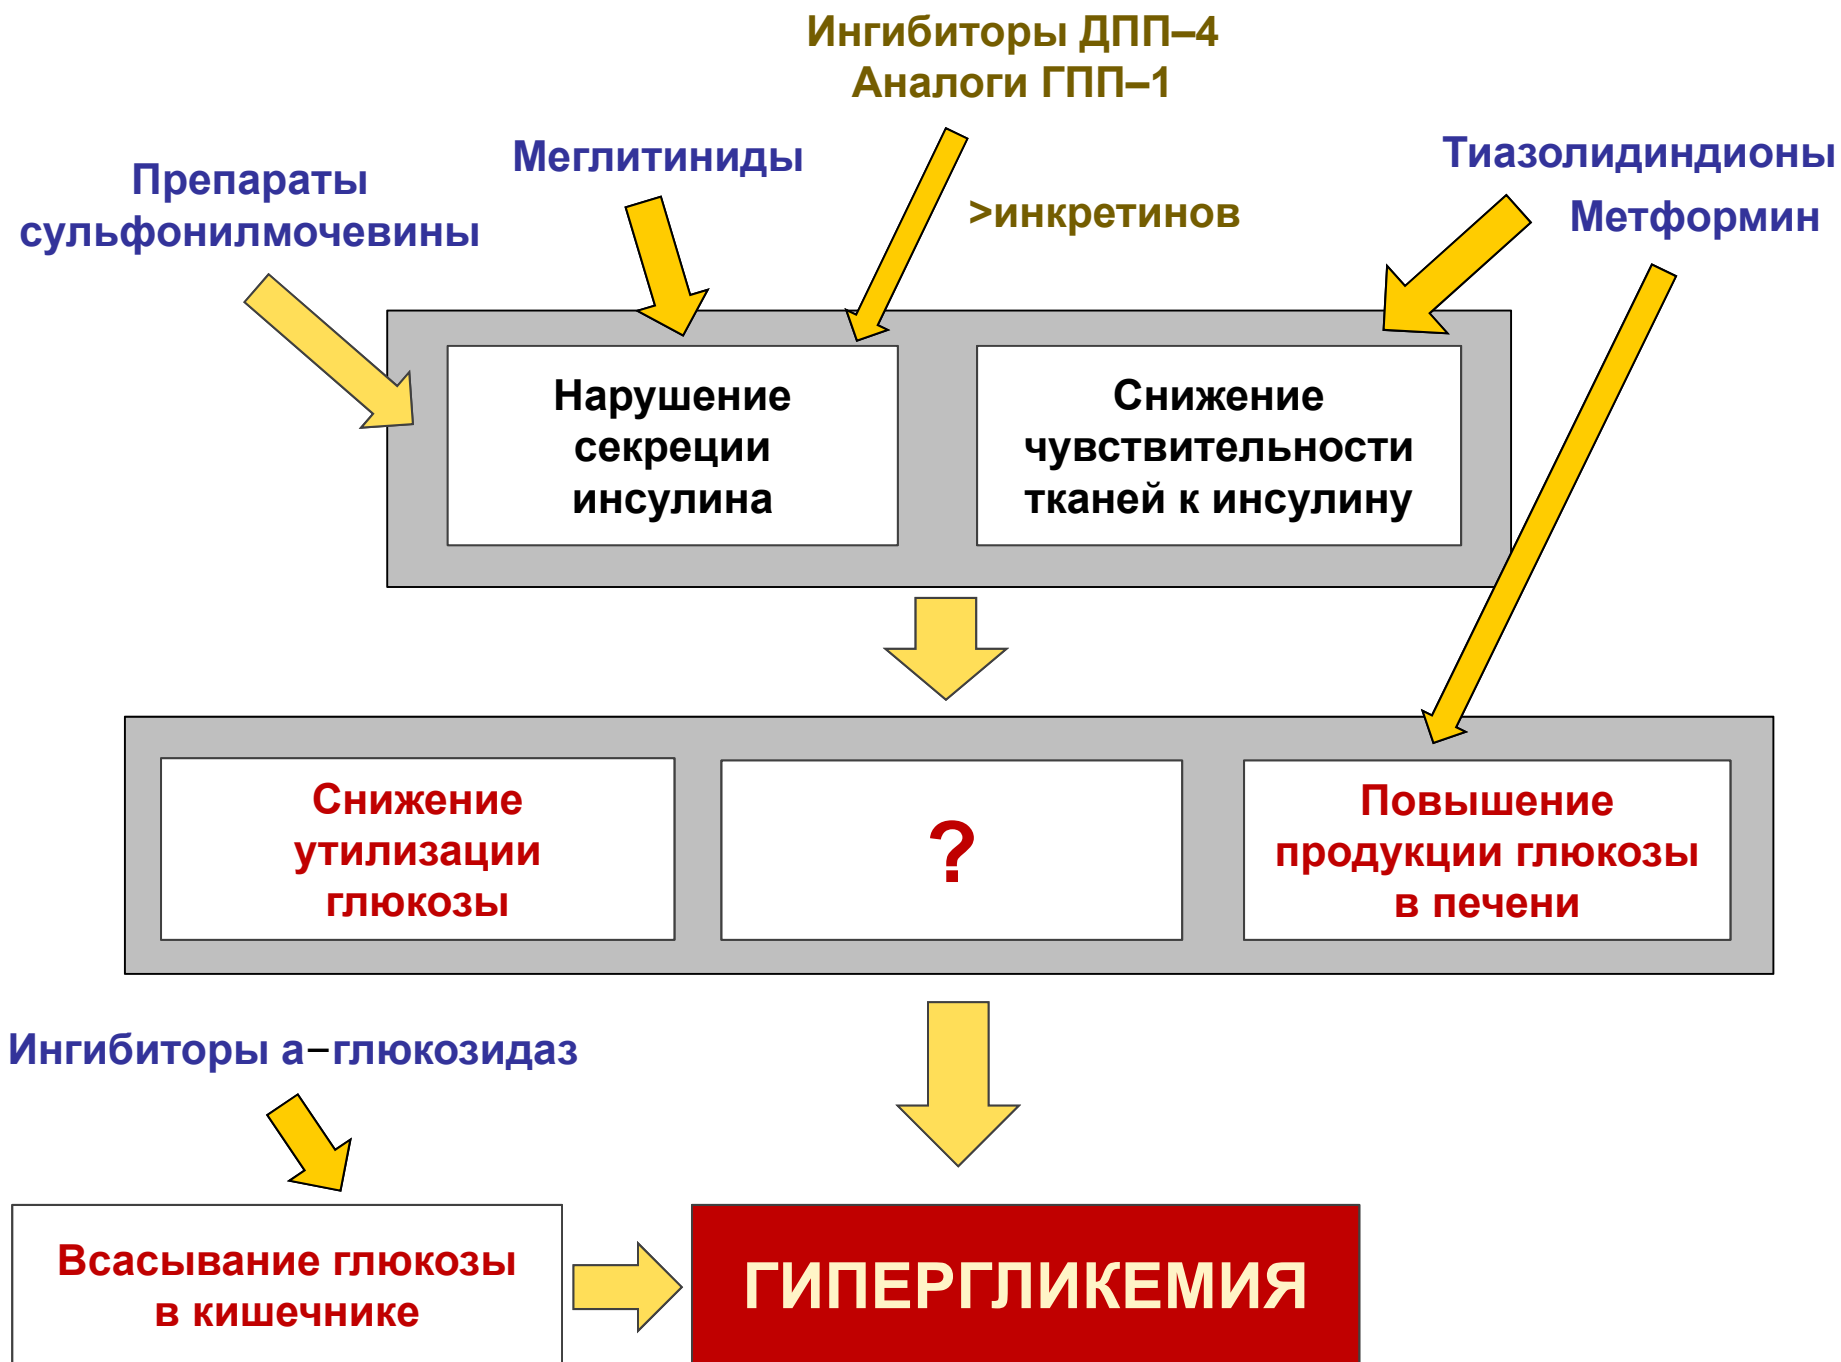 Ингибиторы ДПП–4
Аналоги ГПП–1
Меглитиниды
Тиазолидиндионы
Препараты
сульфонилмочевины
>инкретинов
Метформин
Нарушение
секреции
инсулина
Снижение
чувствительности
тканей к инсулину
Снижение
утилизации
глюкозы
?
Повышение
продукции глюкозы
в печени
Ингибиторы а–глюкозидаз
Всасывание глюкозы
в кишечнике
ГИПЕРГЛИКЕМИЯ